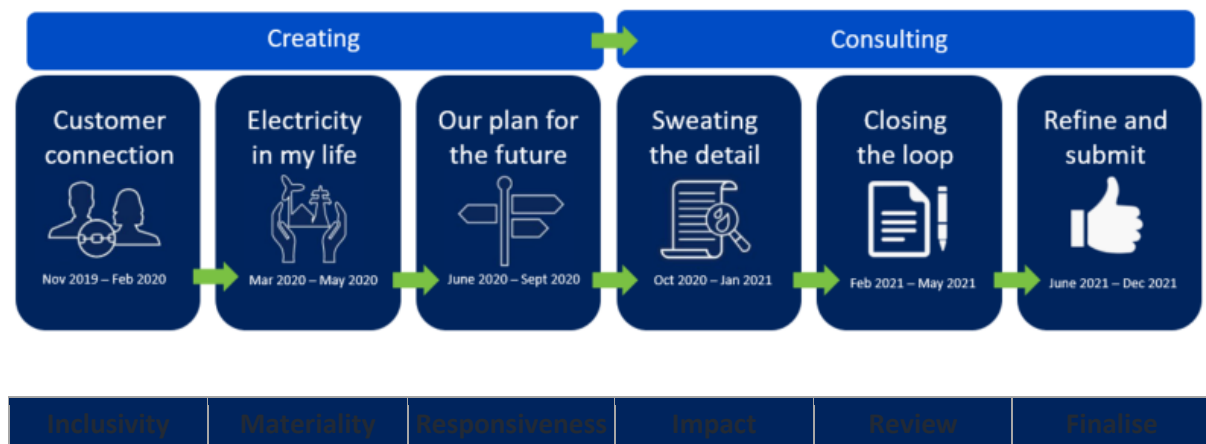 Creating
Consulting
Customer
connection
Nov 2019 – Feb 2020
Electricity
in my life
Mar 2020 – May 2020
Our plan for
the future
June 2020 – Sept 2020
Sweating
the detail
Oct 2020 – Jan 2021
Closing
the loop
Feb 2021 – May 2021
Refine and
submit
June 2021 – Dec 2021
Inclusivity
Materiality
Responsiveness
Impact
Review
Finalise